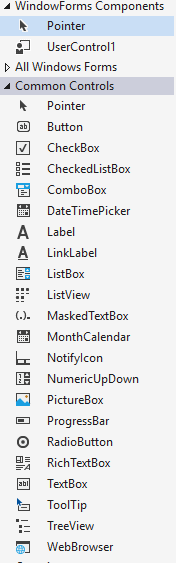 WindowForms Components
Pointer
UserControl1
All Windows Forms
Common Controls
Pointer
Button
CheckBox
CheckedListBox
ComboBox
DateTimePicker
Label
LinkLabel
ListBox
ListView
MaskedTextBox
MonthCalendar
NotifyIcon
NumericUpDown
PictureBox
ProgressBar
RadioButton
RichTextBox
TextBox
ToolTip
TreeView
WebBrowser